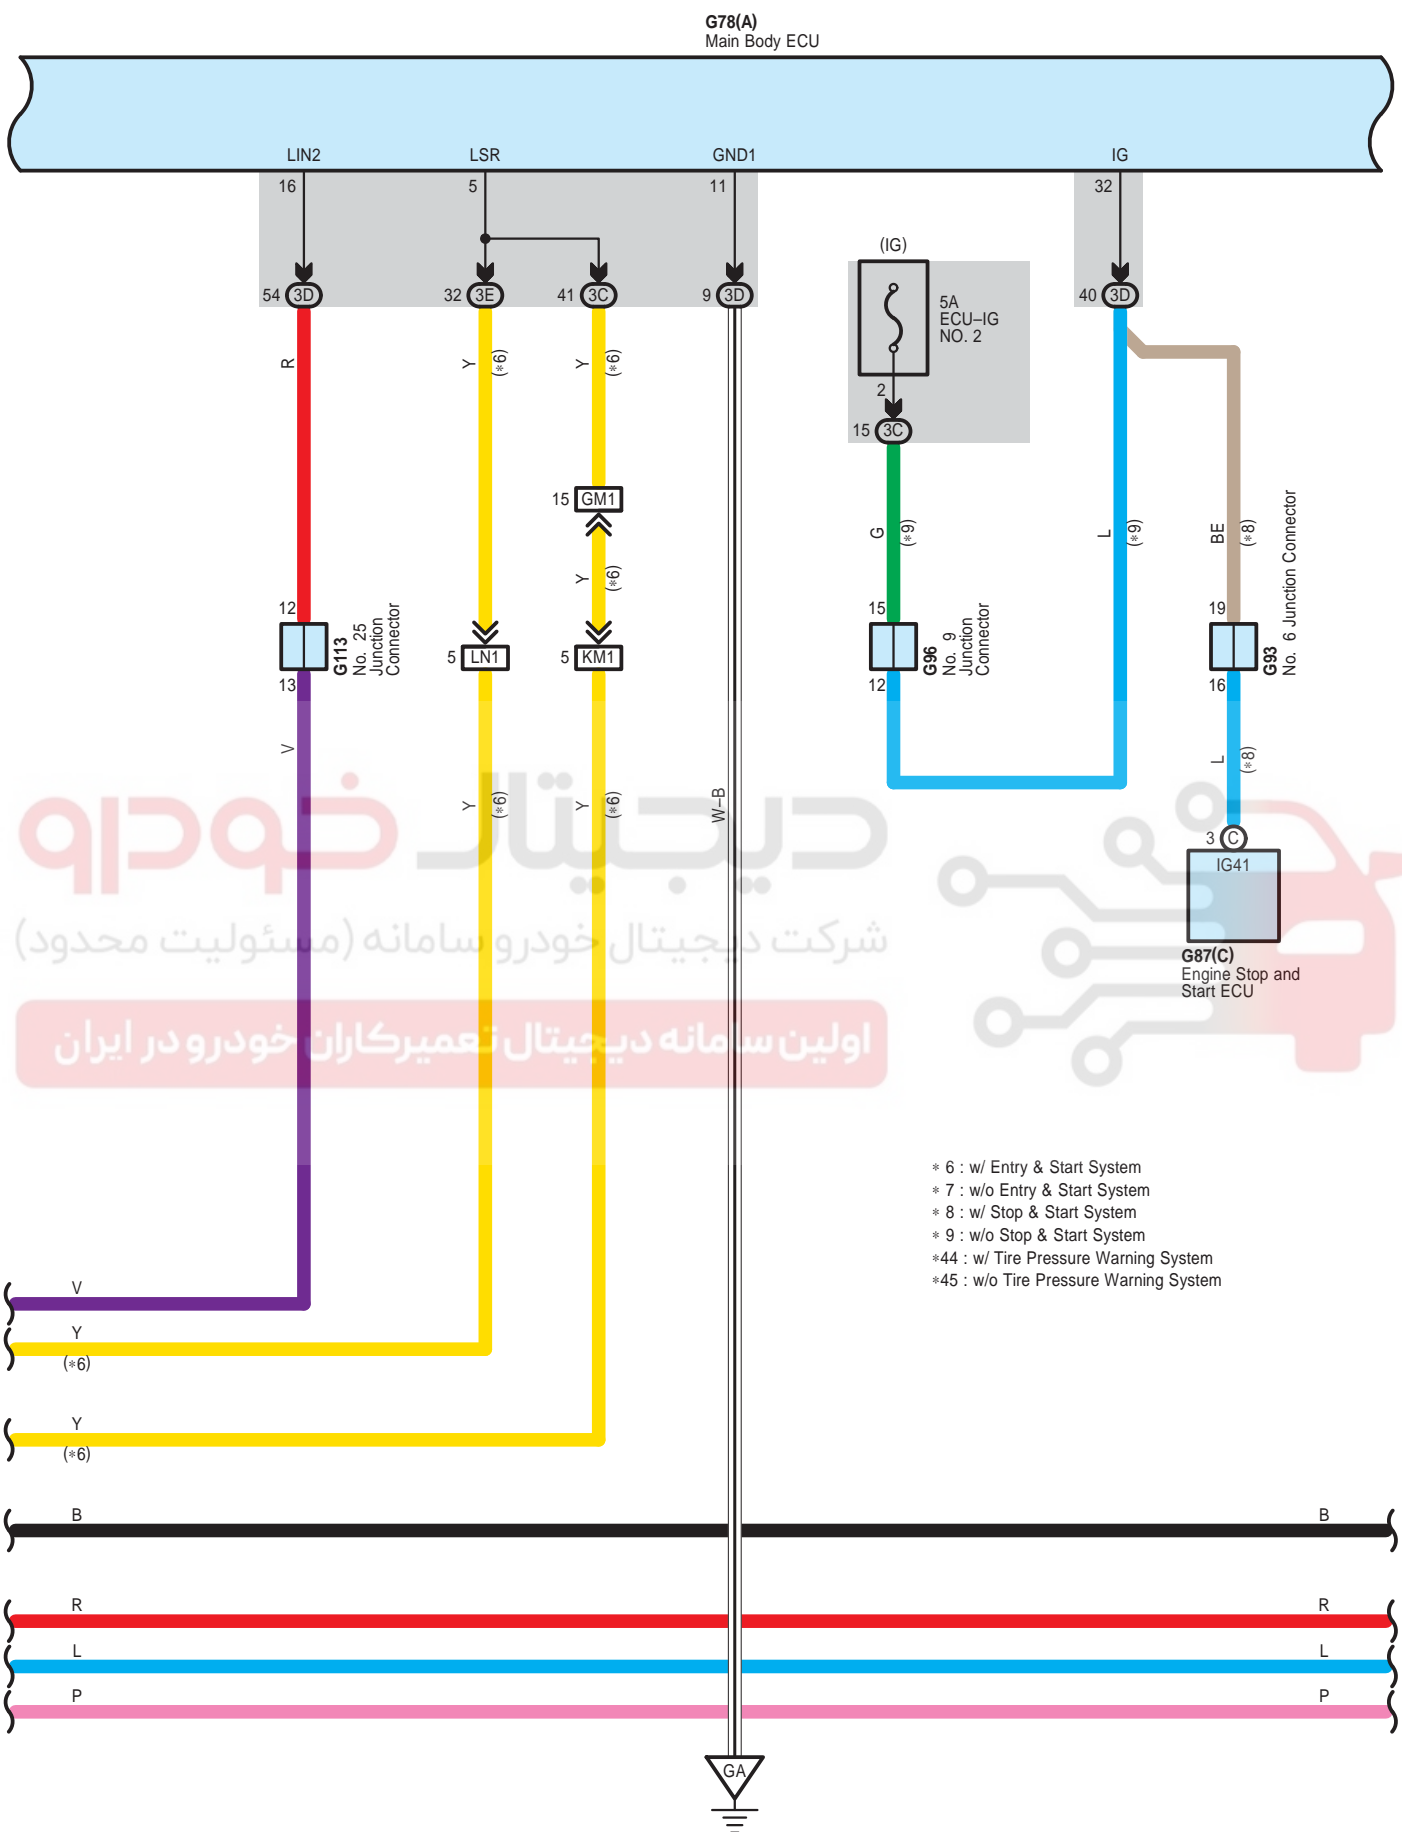 G78(A)
Main Body ECU
LIN2 LSR GND1 IG
16 5 11 32
(IG)
54 3D 32 3E 41 3C 9 3D 40 3D
5A
ECU–IG
NO. 2
R Y (∗6) Y (∗6)
2
15 3C
15 GM1
G (∗9) L (∗9) BE (∗8)
Y (∗6)
12 15 19
G113
No. 25
Junction
Connector
5 LN1 5 KM1
G96
No. 9
Junction
Connector
G93
No. 6 Junction Connector
13 12 16
V L (∗8)
Y (∗6) Y (∗6) W–B
دیجیتال خودرو
3 C
IG41
شرکت دیجیتال خودرو سامانه (مسئولیت محدود)
G87(C)
Engine Stop and
Start ECU
اولین سامانه دیجیتال تعمیرکاران خودرو در ایران
∗ 6 : w/ Entry & Start System
∗ 7 : w/o Entry & Start System
∗ 8 : w/ Stop & Start System
∗ 9 : w/o Stop & Start System
∗44 : w/ Tire Pressure Warning System
∗45 : w/o Tire Pressure Warning System
V
Y
(∗6)
Y
(∗6)
B B
R R
L L
P P
GA